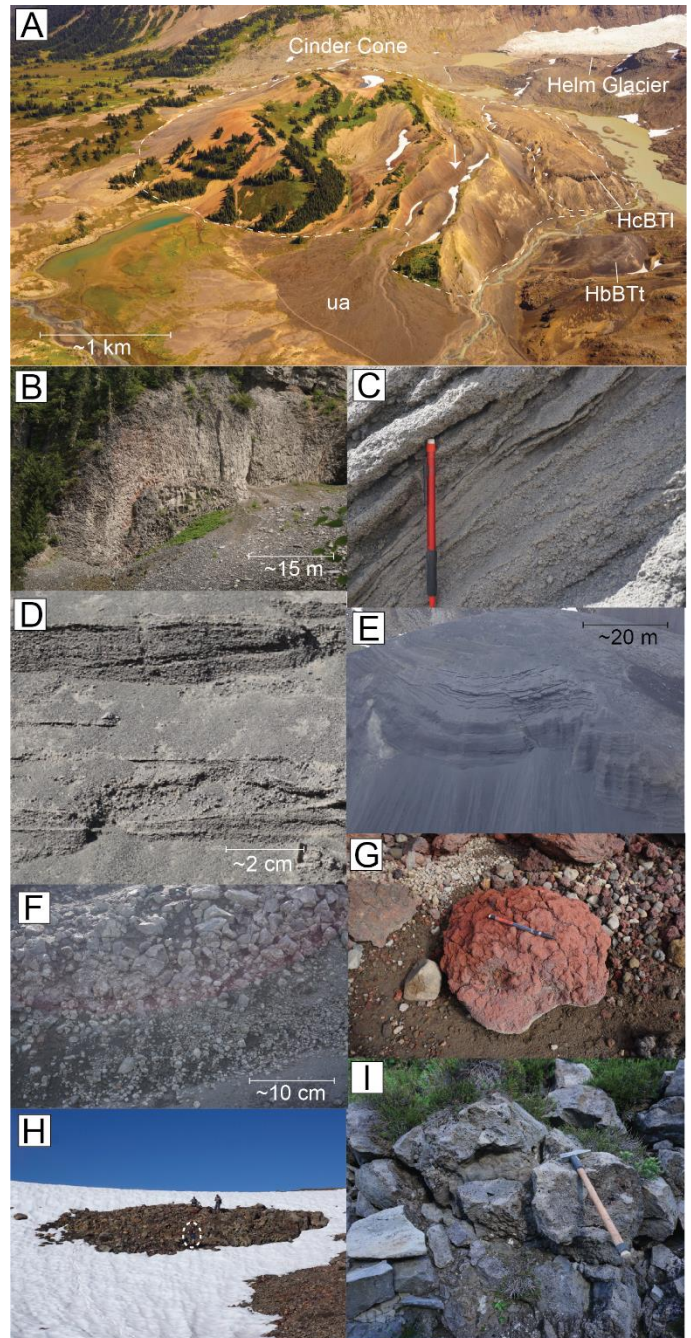 A
Cinder Cone
Helm Glacier
HcBTl
HbBTt
ua
~1 km
B
~15 m
C
D
~2 cm
E
~20 m
F
~10 cm
G
H
I